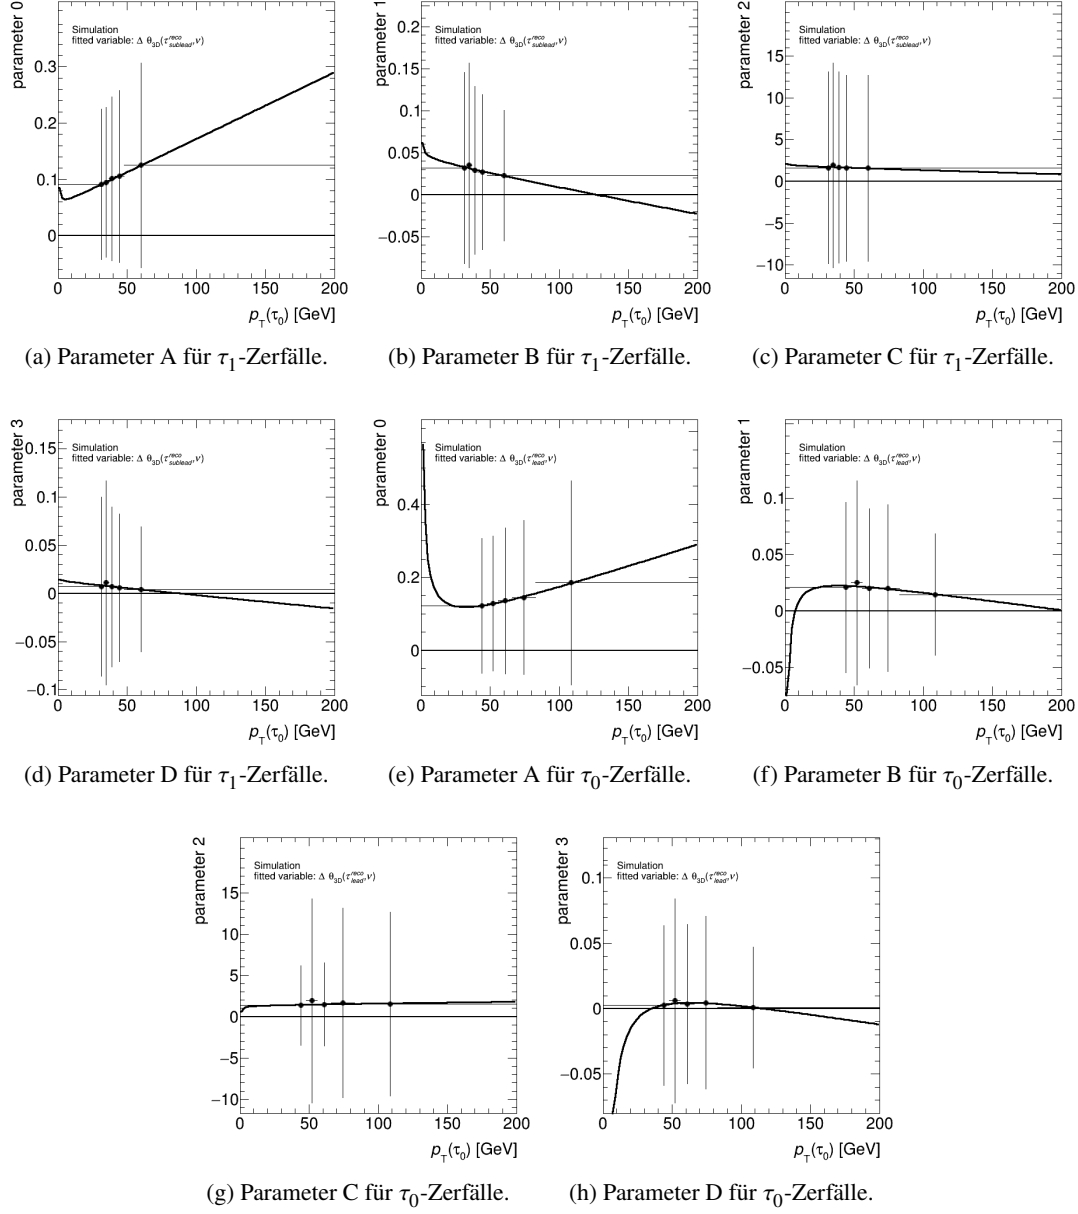 parameter 0
Simulation
fitted variable: Δ θ3D(τ^reco_sublead,ν)
0.3
0.2
0.1
0
0 50 100 150 200
pT(τ0) [GeV]
(a) Parameter A für τ1-Zerfälle.
parameter 1
Simulation
fitted variable: Δ θ3D(τ^reco_sublead,ν)
0.2
0.15
0.1
0.05
0
−0.05
0 50 100 150 200
pT(τ0) [GeV]
(b) Parameter B für τ1-Zerfälle.
parameter 2
Simulation
fitted variable: Δ θ3D(τ^reco_sublead,ν)
15
10
5
0
−5
−10
0 50 100 150 200
pT(τ0) [GeV]
(c) Parameter C für τ1-Zerfälle.
parameter 3
Simulation
fitted variable: Δ θ3D(τ^reco_sublead,ν)
0.15
0.1
0.05
0
−0.05
−0.1
0 50 100 150 200
pT(τ0) [GeV]
(d) Parameter D für τ1-Zerfälle.
parameter 0
Simulation
fitted variable: Δ θ3D(τ^reco_lead,ν)
0.4
0.2
0
0 50 100 150 200
pT(τ0) [GeV]
(e) Parameter A für τ0-Zerfälle.
parameter 1
Simulation
fitted variable: Δ θ3D(τ^reco_lead,ν)
0.1
0.05
0
−0.05
0 50 100 150 200
pT(τ0) [GeV]
(f) Parameter B für τ0-Zerfälle.
parameter 2
Simulation
fitted variable: Δ θ3D(τ^reco_lead,ν)
15
10
5
0
−5
−10
0 50 100 150 200
pT(τ0) [GeV]
(g) Parameter C für τ0-Zerfälle.
parameter 3
Simulation
fitted variable: Δ θ3D(τ^reco_lead,ν)
0.1
0.05
0
−0.05
0 50 100 150 200
pT(τ0) [GeV]
(h) Parameter D für τ0-Zerfälle.